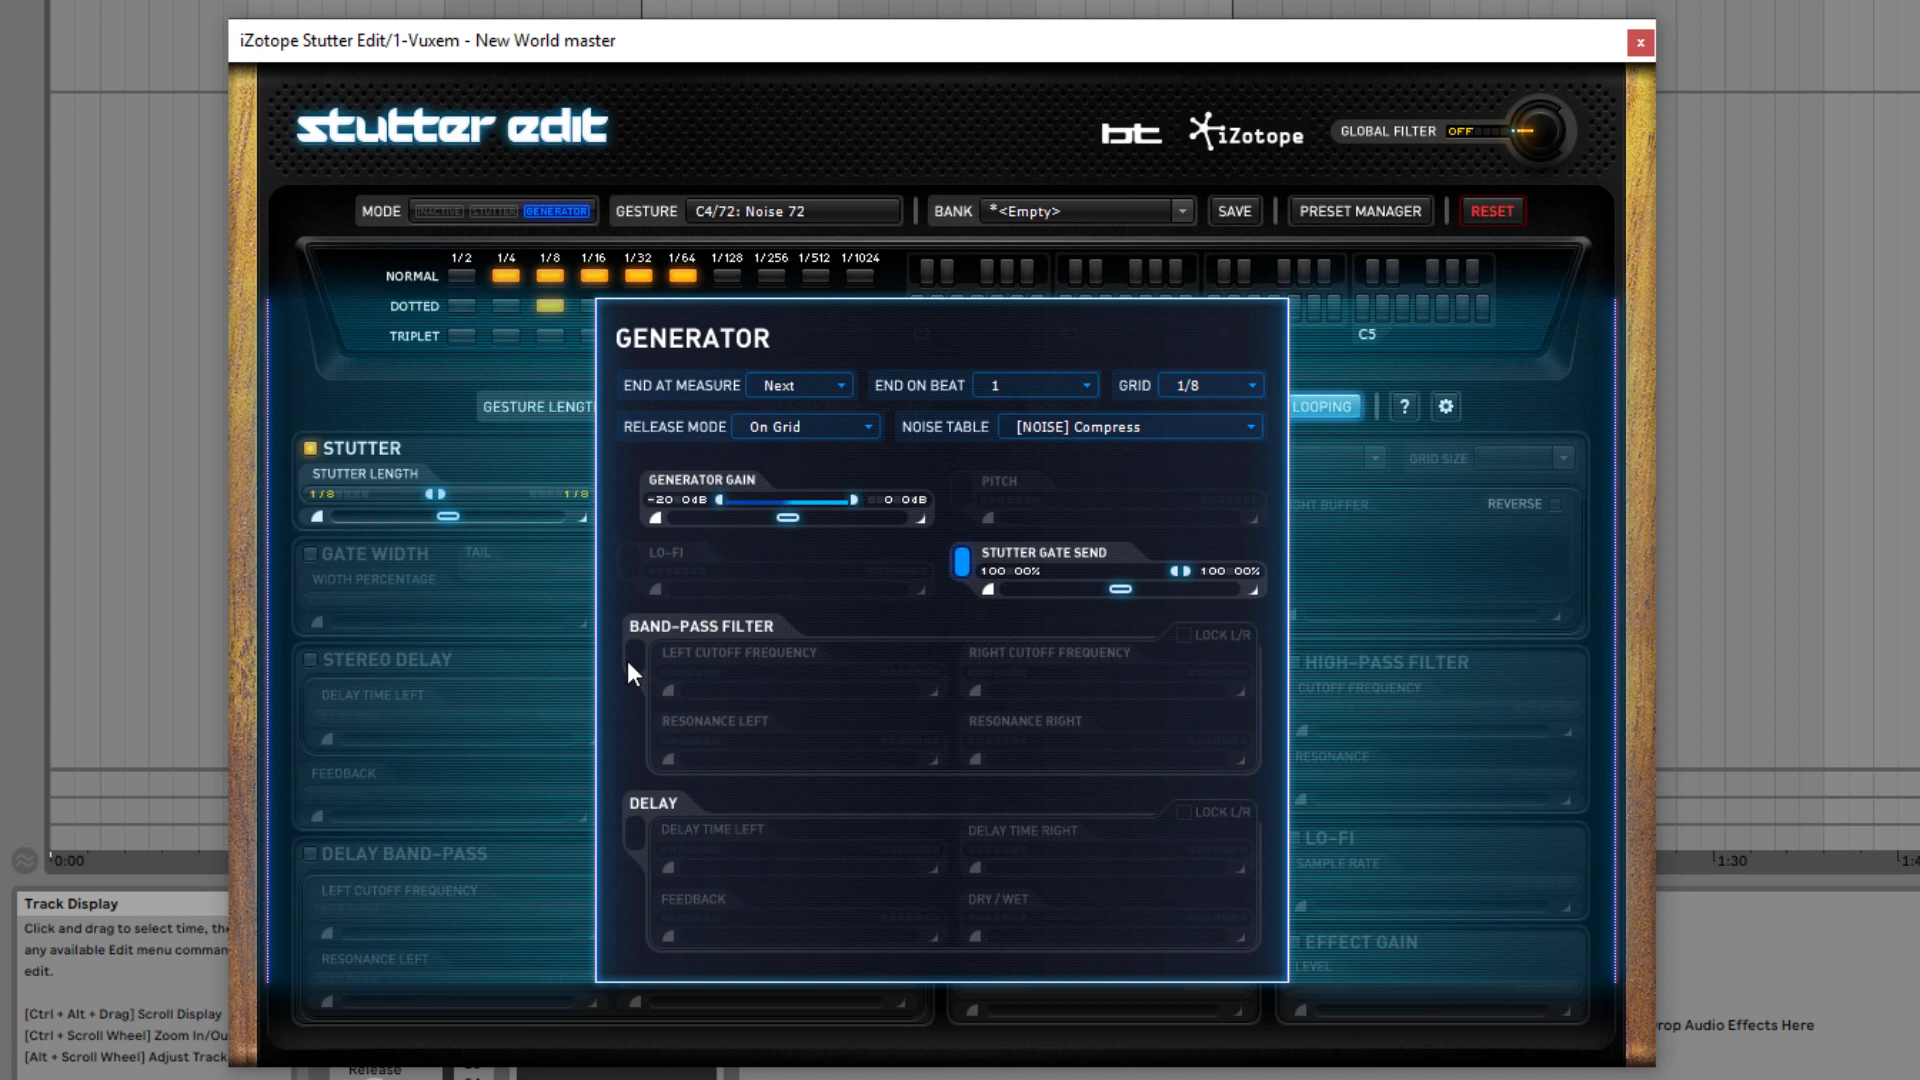 iZotope Stutter Edit/1-Vuxem - New World master
x
stutter edit
bt iZotope
GLOBAL FILTER OFF
MODE INACTIVE STUTTER GENERATOR GESTURE C4/72: Noise 72 BANK *<Empty> SAVE PRESET MANAGER RESET
1/2 1/4 1/8 1/16 1/32 1/64 1/128 1/256 1/512 1/1024
NORMAL
DOTTED
TRIPLET
C5
GENERATOR
END AT MEASURE Next END ON BEAT 1 GRID 1/8
RELEASE MODE On Grid NOISE TABLE [NOISE] Compress
GESTURE LENGT
LOOPING ?
STUTTER
STUTTER LENGTH
1/8 1/8
GATE WIDTH TAIL
WIDTH PERCENTAGE
STEREO DELAY
DELAY TIME LEFT
FEEDBACK
DELAY BAND-PASS
LEFT CUTOFF FREQUENCY
RESONANCE LEFT
GENERATOR GAIN
-20 0dB 0 0dB
PITCH
LO-FI
STUTTER GATE SEND
100 00% 100 00%
BAND-PASS FILTER
LOCK L/R
LEFT CUTOFF FREQUENCY RIGHT CUTOFF FREQUENCY
RESONANCE LEFT RESONANCE RIGHT
DELAY
LOCK L/R
DELAY TIME LEFT DELAY TIME RIGHT
FEEDBACK DRY / WET
GRID SIZE
GHT BUFFER REVERSE
HIGH-PASS FILTER
CUTOFF FREQUENCY
RESONANCE
LO-FI
SAMPLE RATE
EFFECT GAIN
LEVEL
0:00
1:30
1:4
Track Display
Click and drag to select time, the
any available Edit menu comman
edit.
[Ctrl + Alt + Drag] Scroll Display
[Ctrl + Scroll Wheel] Zoom In/Ou
[Alt + Scroll Wheel] Adjust Track
Release
rop Audio Effects Here